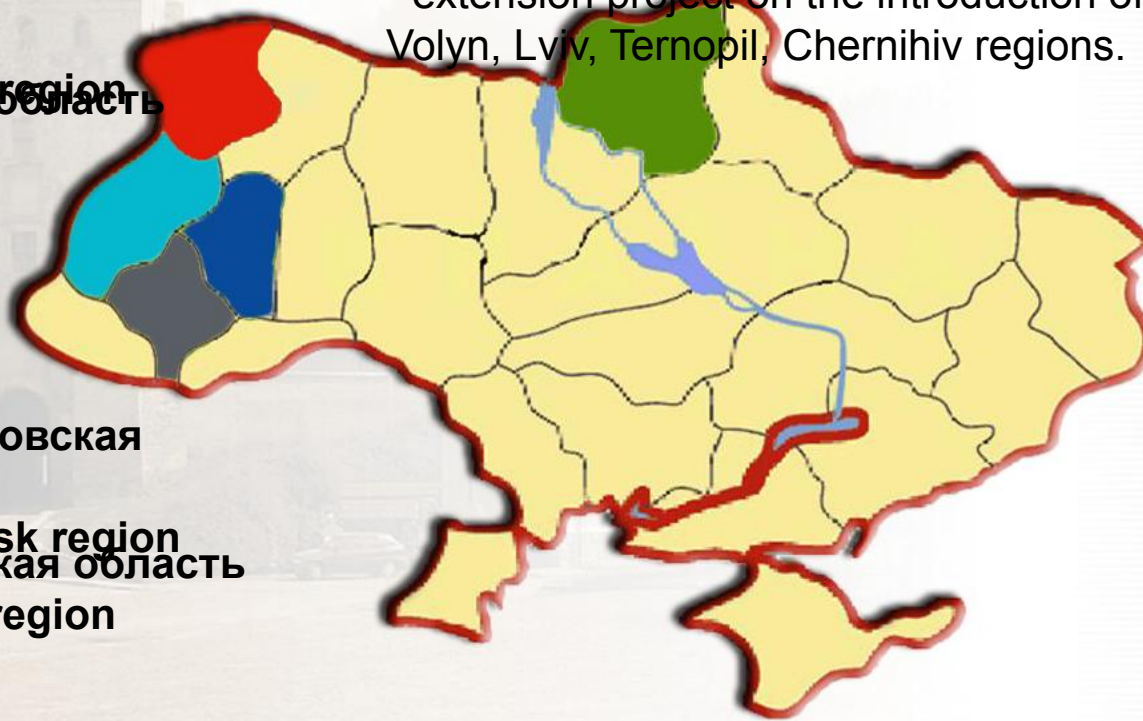 extension project on the introduction of
Volyn, Lviv, Ternopil, Chernihiv regions.
region
область
овская
sk region
кая область
region